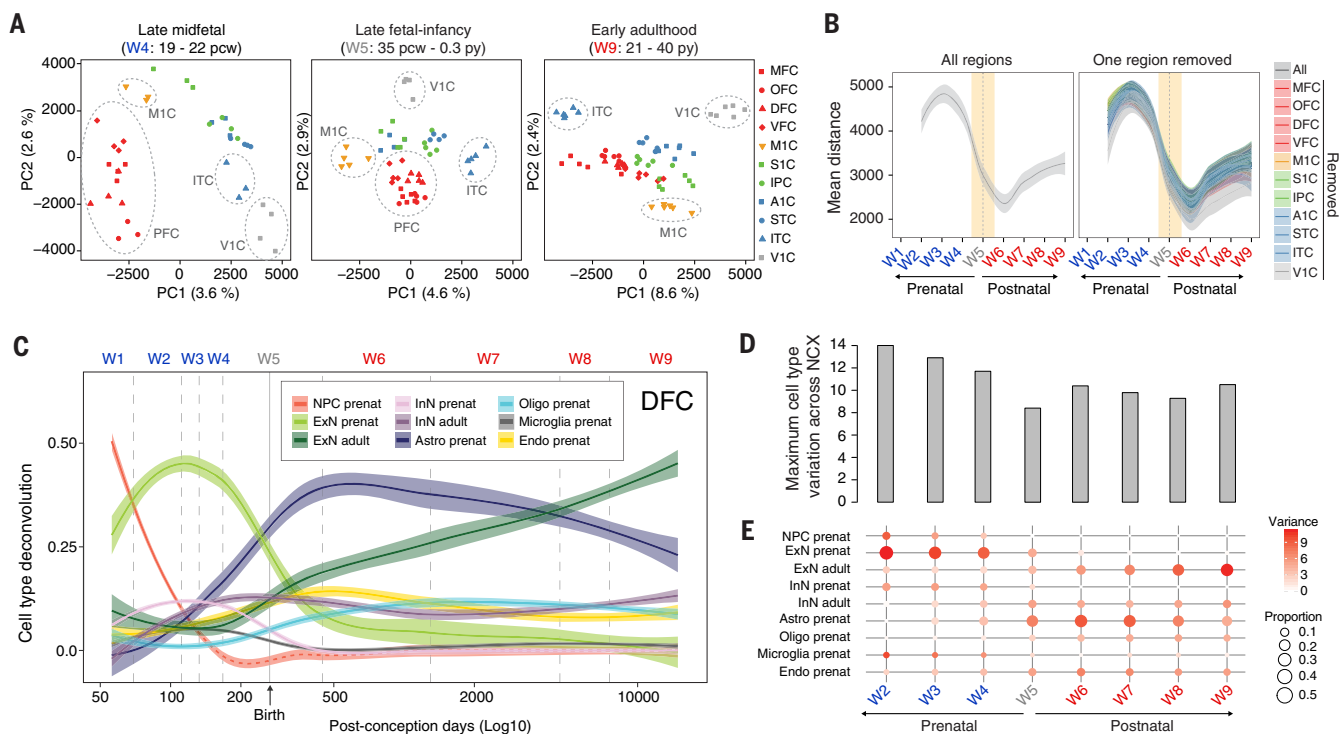 A
Late midfetal
(W4: 19 - 22 pcw)
Late fetal-infancy
(W5: 35 pcw - 0.3 py)
Early adulthood
(W9: 21 - 40 py)
4000
2000
0
−2000
−4000
PC2 (2.6 %)
M1C
ITC
PFC
V1C
-2500
0
2500
5000
PC1 (3.6 %)
PC2 (2.9%)
V1C
M1C
ITC
PFC
-2500
0
2500
5000
PC1 (4.6 %)
PC2 (2.4%)
ITC
V1C
M1C
-2500
0
2500
5000
PC1 (8.6 %)
MFC
OFC
DFC
VFC
M1C
S1C
IPC
A1C
STC
ITC
V1C
B
All regions
One region removed
Mean distance
5000
4000
3000
2000
W1
W2
W3
W4
W5
W6
W7
W8
W9
Prenatal
Postnatal
W1
W2
W3
W4
W5
W6
W7
W8
W9
Prenatal
Postnatal
All
MFC
OFC
DFC
VFC
M1C
S1C
IPC
A1C
STC
ITC
V1C
Removed
C
W1
W2
W3
W4
W5
W6
W7
W8
W9
NPC prenat
ExN prenat
ExN adult
InN prenat
InN adult
Astro prenat
Oligo prenat
Microglia prenat
Endo prenat
DFC
Cell type deconvolution
0.50
0.25
0.0
50
100
200
500
2000
10000
Birth
Post-conception days (Log10)
D
Maximum cell type
variation across NCX
14
12
10
8
6
4
2
0
E
NPC prenat
ExN prenat
ExN adult
InN prenat
InN adult
Astro prenat
Oligo prenat
Microglia prenat
Endo prenat
W2
W3
W4
W5
W6
W7
W8
W9
Prenatal
Postnatal
Variance
9
6
3
0
Proportion
0.1
0.2
0.3
0.4
0.5